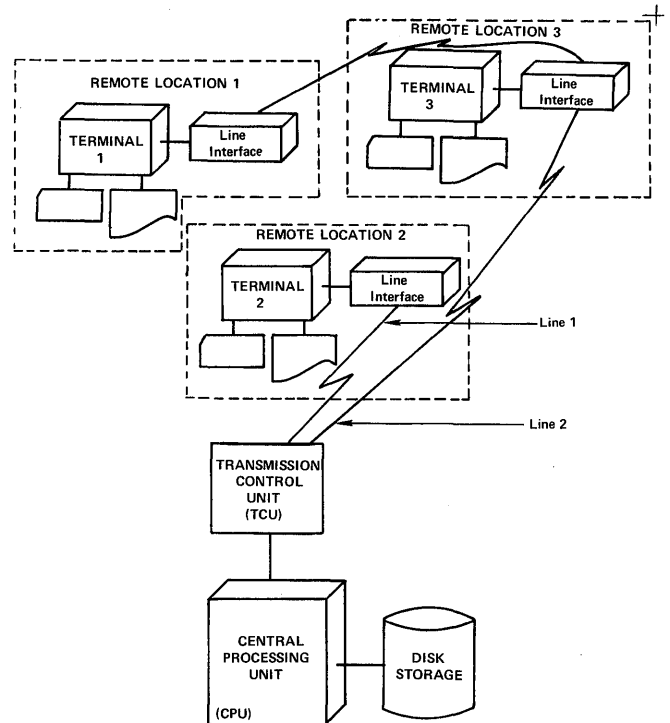 REMOTE LOCATION 3
REMOTE LOCATION 1
TERMINAL
3
Line
Interface
TERMINAL
1
Line
Interface
REMOTE LOCATION 2
TERMINAL
2
Line
Interface
Line 1
Line 2
TRANSMISSION
CONTROL
UNIT
(TCU)
CENTRAL
PROCESSING
UNIT
(CPU)
DISK
STORAGE